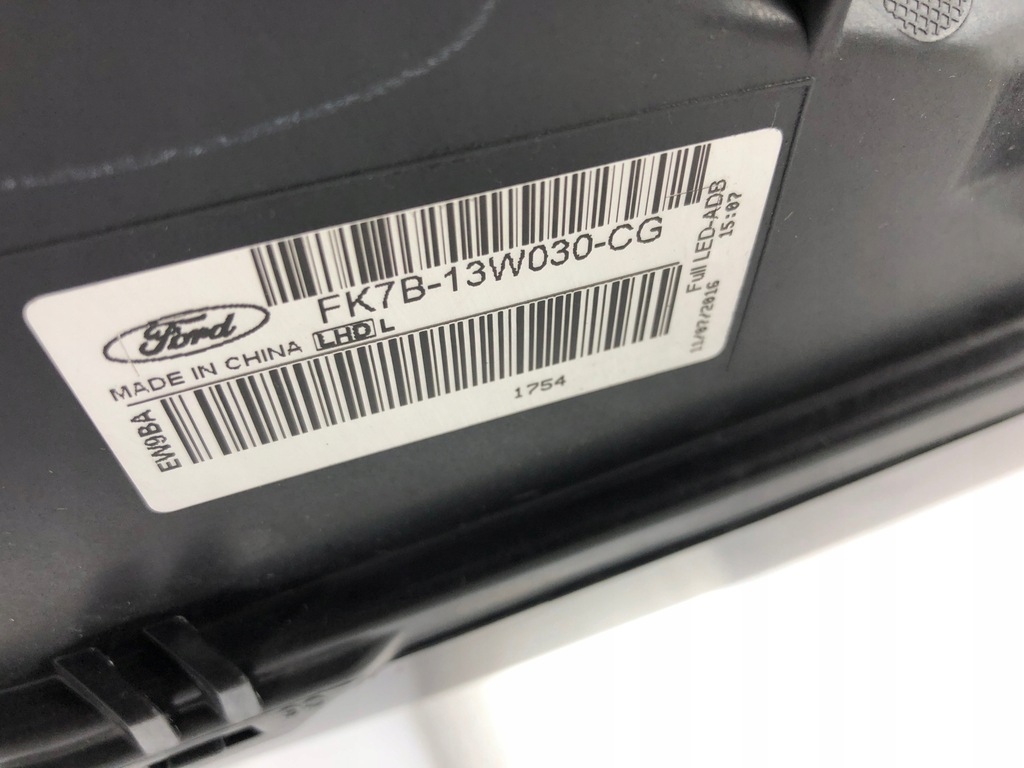 FK7B-13W030-CG
Ford
MADE IN CHINA LHD L
EW9BA
1754
Full LED-ADB
11/07/2016 15:07